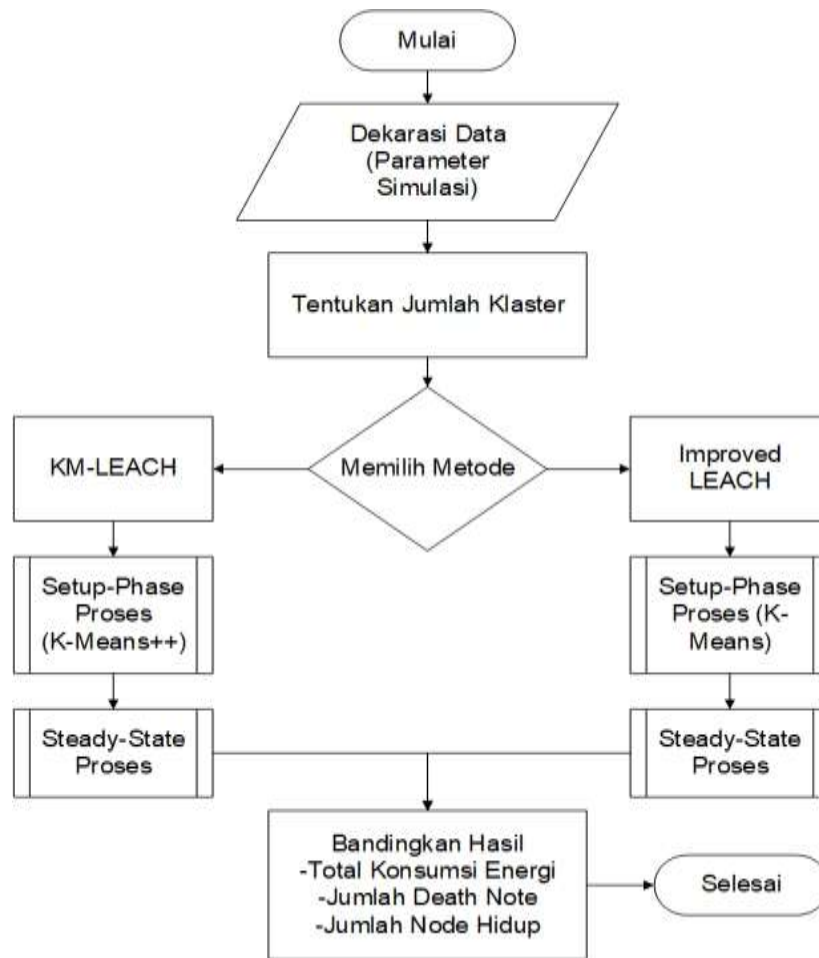 Mulai
Dekarasi Data
(Parameter
Simulasi)
Tentukan Jumlah Klaster
KM-LEACH
Memilih Metode
Improved
LEACH
Setup-Phase
Proses
(K-Means++)
Setup-Phase
Proses (K-
Means)
Steady-State
Proses
Steady-State
Proses
Bandingkan Hasil
-Total Konsumsi Energi
-Jumlah Death Note
-Jumlah Node Hidup
Selesai